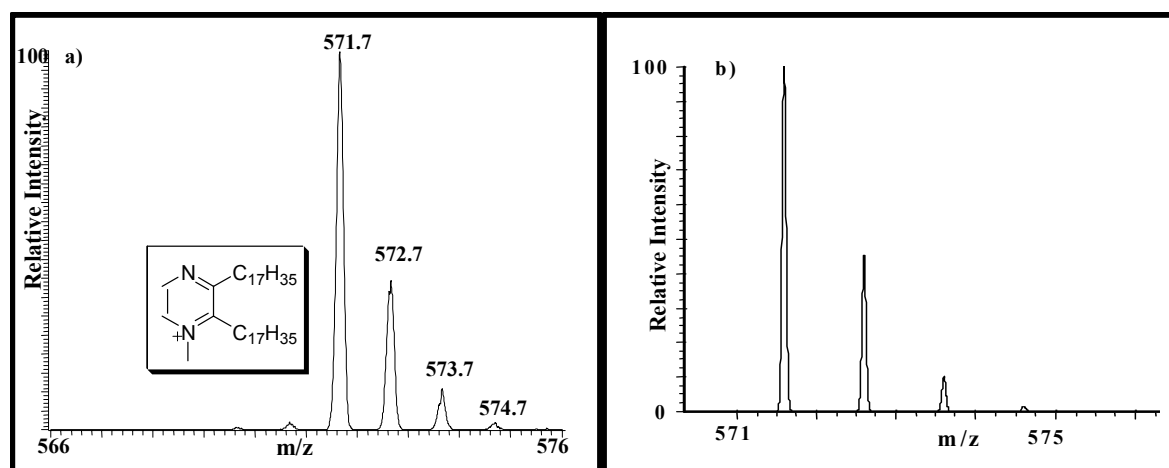 a)
100
571.7
572.7
573.7
574.7
Relative Intensity
N
C₁₇H₃₅
C₁₇H₃₅
N
+
566
m/z
576
b)
100
Relative Intensity
0
571
m/z
575